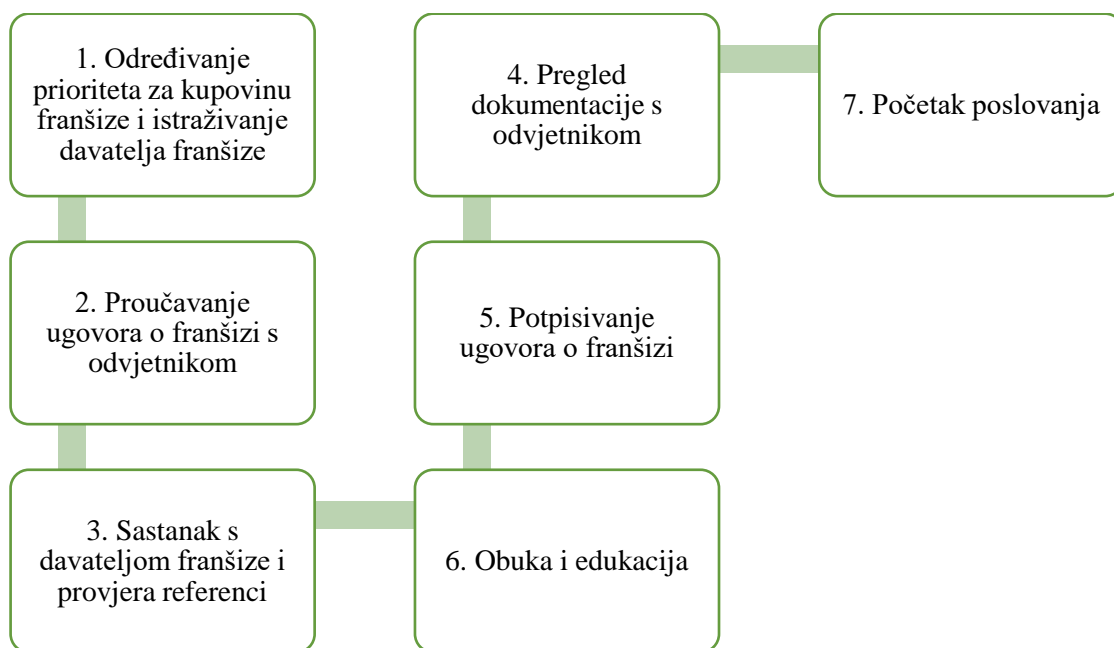 1. Određivanje
prioriteta za kupovinu
franšize i istraživanje
davatelja franšize
2. Proučavanje
ugovora o franšizi s
odvjetnikom
3. Sastanak s
davateljom franšize i
provjera referenci
4. Pregled
dokumentacije s
odvjetnikom
5. Potpisivanje
ugovora o franšizi
6. Obuka i edukacija
7. Početak poslovanja